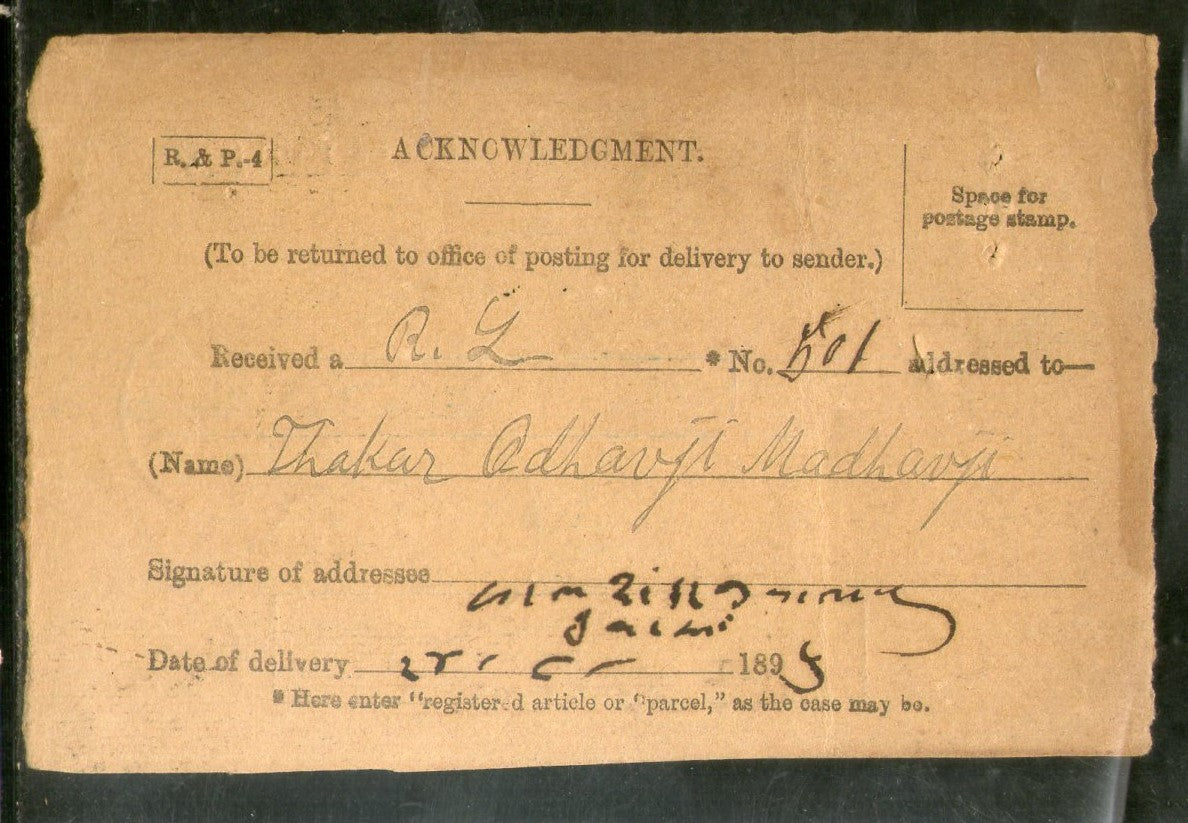 R. & P.-4
ACKNOWLEDGMENT.
Space for
postage stamp.
(To be returned to office of posting for delivery to sender.)
Received a R. L * No. 501 addressed to—
(Name) Thakar Odhavji Madhavji
Signature of addressee
Date of delivery 189
* Here enter "registered article or "parcel," as the case may be.